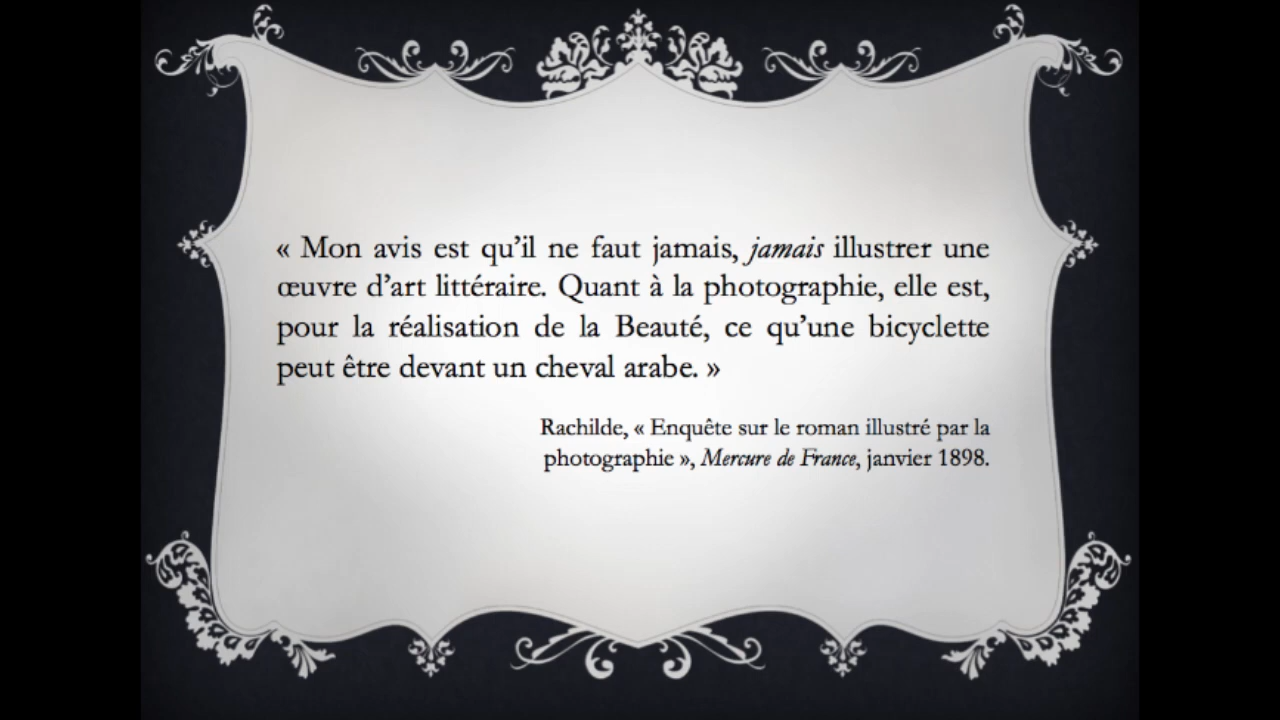 « Mon avis est qu’il ne faut jamais, jamais illustrer une
œuvre d’art littéraire. Quant à la photographie, elle est,
pour la réalisation de la Beauté, ce qu’une bicyclette
peut être devant un cheval arabe. »
Rachilde, « Enquête sur le roman illustré par la
photographie », Mercure de France, janvier 1898.